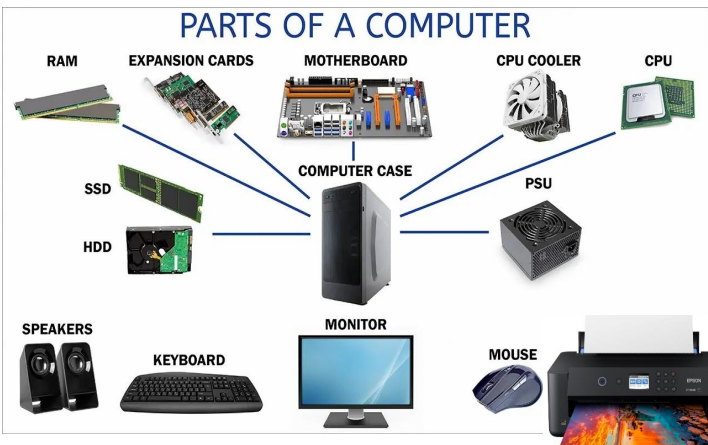 PARTS OF A COMPUTER
RAM
EXPANSION CARDS
MOTHERBOARD
CPU COOLER
CPU
COMPUTER CASE
SSD
PSU
HDD
SPEAKERS
KEYBOARD
MONITOR
MOUSE
EPSON